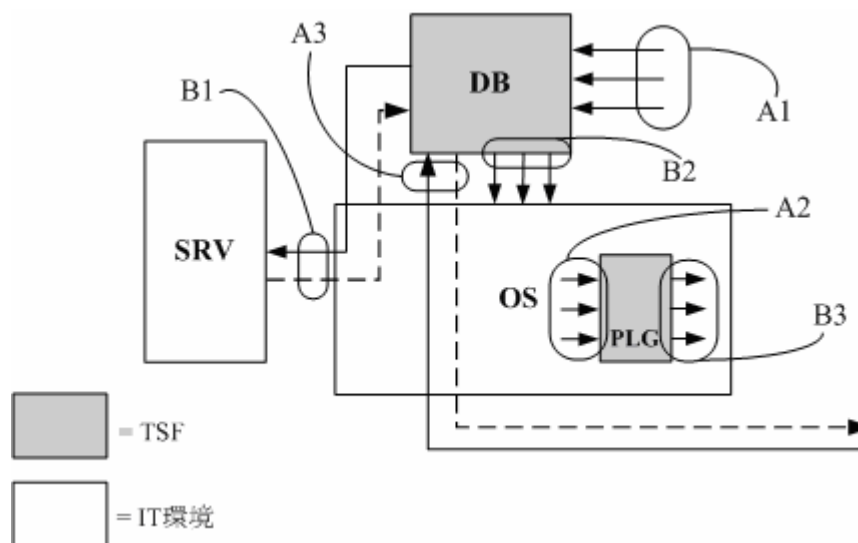 A3
DB
B1
A1
B2
A2
SRV
OS
PLG
B3
= TSF
= IT環境